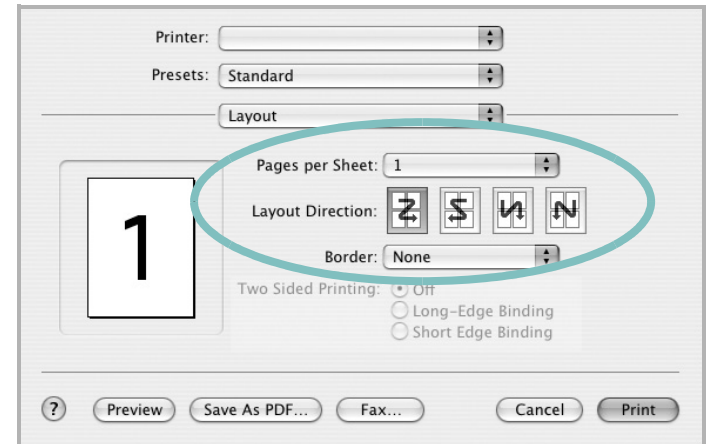 Printer:
Presets: Standard
Layout
Pages per Sheet: 1
Layout Direction:
Border: None
Two Sided Printing: Off
Long-Edge Binding
Short Edge Binding
1
? Preview Save As PDF... Fax... Cancel Print